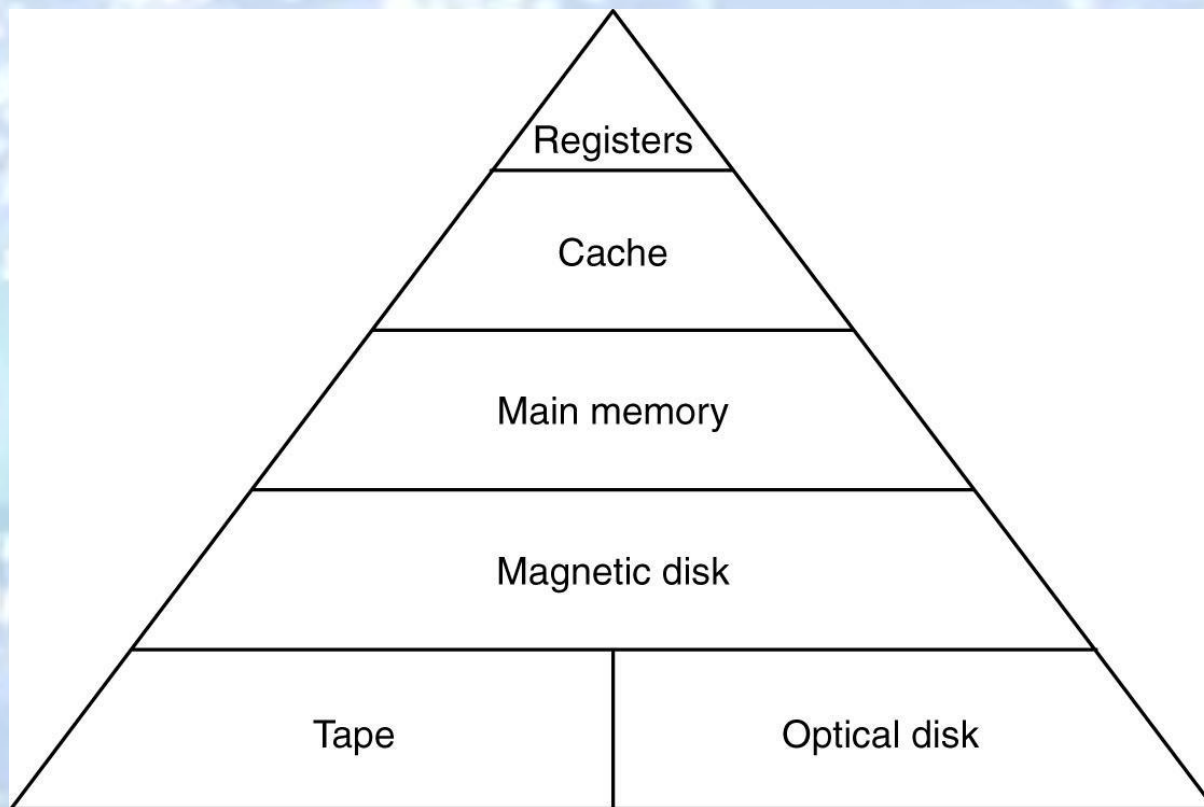 Registers
Cache
Main memory
Magnetic disk
Tape
Optical disk